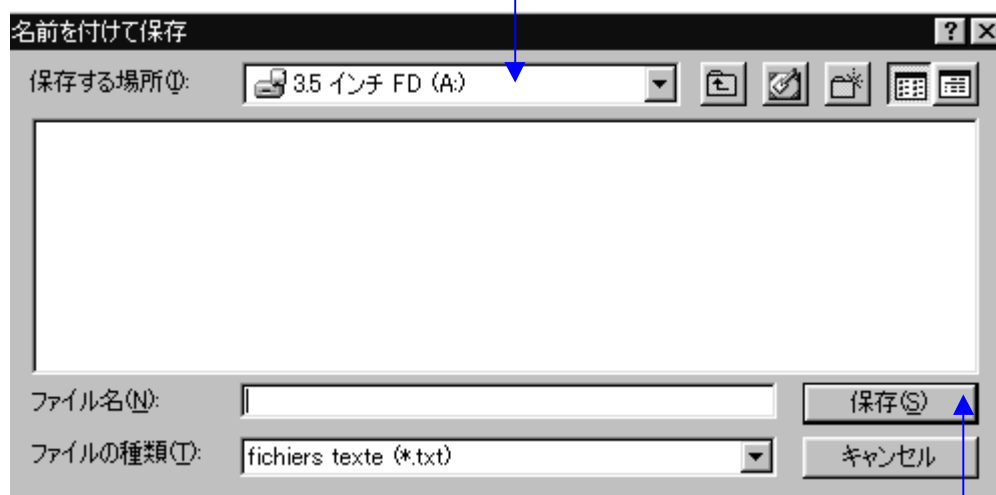 名前を付けて保存
保存する場所(I): 3.5 インチ FD (A:)
ファイル名(N): 保存(S)
ファイルの種類(T): fichiers texte (*.txt) キャンセル